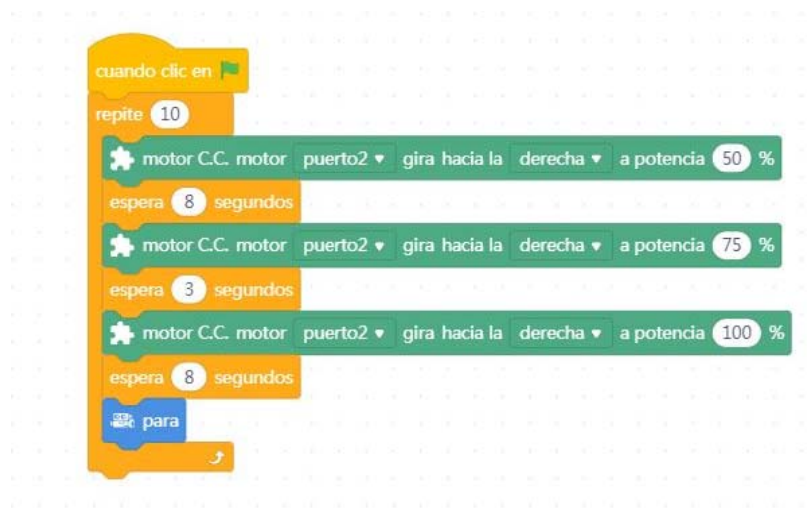 cuando clic en
repite 10
motor C.C. motor puerto2 gira hacia la derecha a potencia 50 %
espera 8 segundos
motor C.C. motor puerto2 gira hacia la derecha a potencia 75 %
espera 3 segundos
motor C.C. motor puerto2 gira hacia la derecha a potencia 100 %
espera 8 segundos
para